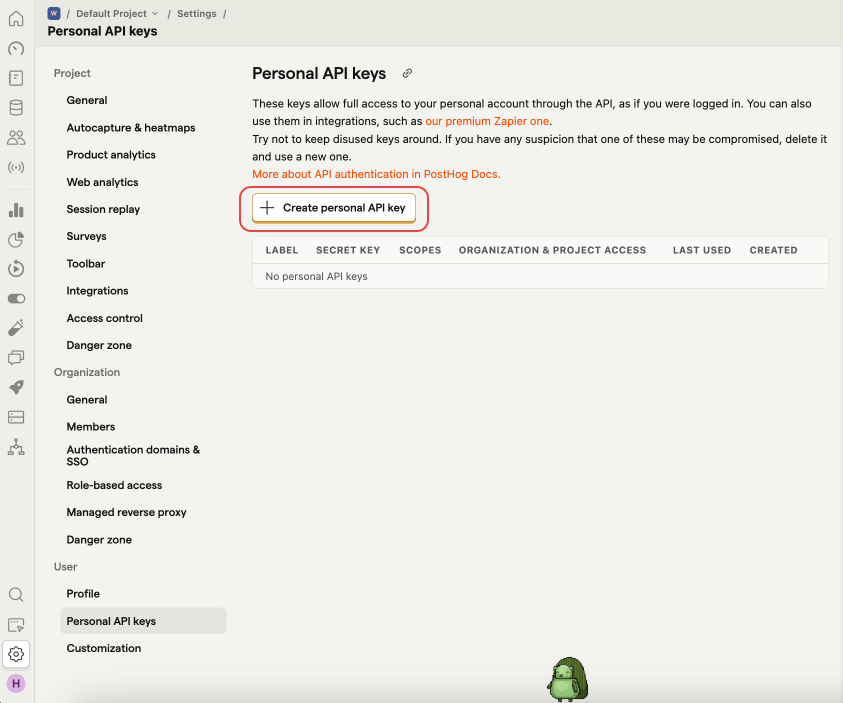 W / Default Project / Settings /
Personal API keys
Project
General
Autocapture & heatmaps
Product analytics
Web analytics
Session replay
Surveys
Toolbar
Integrations
Access control
Danger zone
Organization
General
Members
Authentication domains &
SSO
Role-based access
Managed reverse proxy
Danger zone
User
Profile
Personal API keys
Customization
H
Personal API keys
These keys allow full access to your personal account through the API, as if you were logged in. You can also
use them in integrations, such as our premium Zapier one.
Try not to keep disused keys around. If you have any suspicion that one of these may be compromised, delete it
and use a new one.
More about API authentication in PostHog Docs.
Create personal API key
LABEL SECRET KEY SCOPES ORGANIZATION & PROJECT ACCESS LAST USED CREATED
No personal API keys